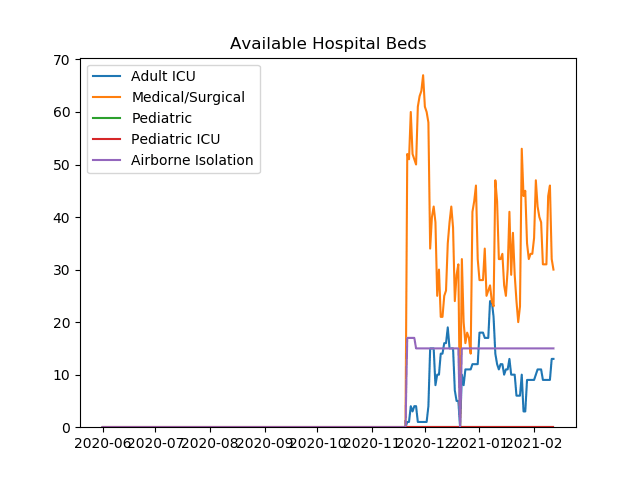 Available Hospital Beds
70
60
50
40
30
20
10
0
Adult ICU
Medical/Surgical
Pediatric
Pediatric ICU
Airborne Isolation
2020-06 2020-07 2020-08 2020-09 2020-10 2020-11 2020-12 2021-01 2021-02